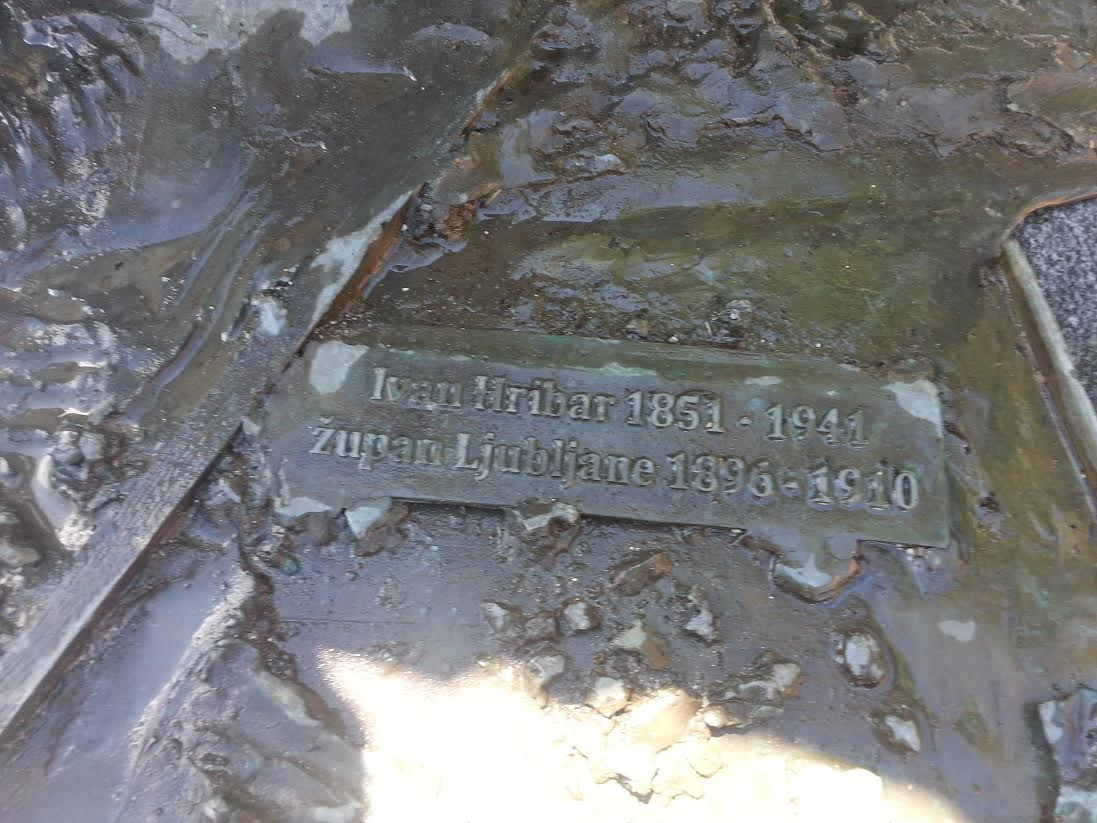 Ivan Hribar 1851 - 1941
župan Ljubljane 1896 - 1910